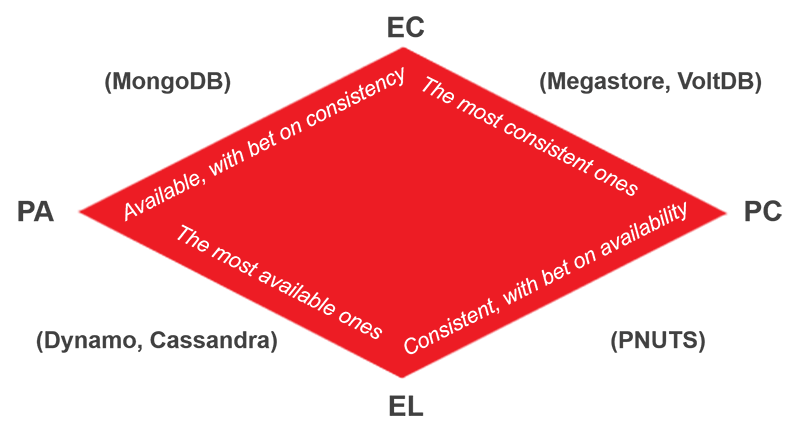 EC
(MongoDB)
(Megastore, VoltDB)
Available, with bet on consistency
The most consistent ones
PA
PC
The most available ones
Consistent, with bet on availability
(Dynamo, Cassandra)
(PNUTS)
EL